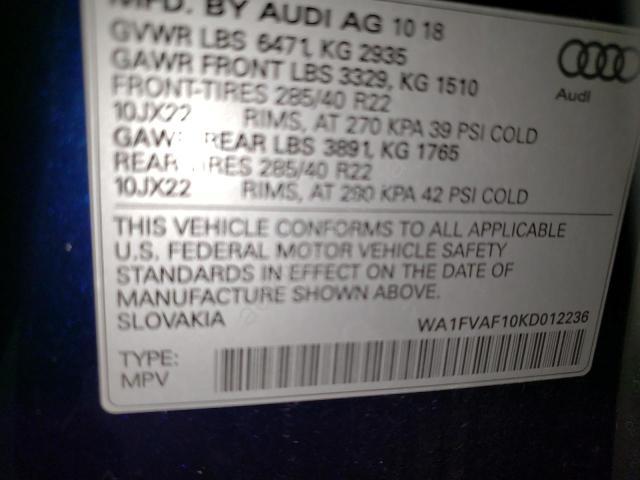 MFD. BY AUDI AG 10 18
GVWR LBS 6471, KG 2935
GAWR FRONT LBS 3329, KG 1510
FRONT-TIRES 285/40 R22
10JX22 RIMS, AT 270 KPA 39 PSI COLD
GAW REAR LBS 3891, KG 1765
REAR IRES 285/40 R22
10JX22 RIMS, AT 290 KPA 42 PSI COLD
Audi
THIS VEHICLE CONFORMS TO ALL APPLICABLE
U.S. FEDERAL MOTOR VEHICLE SAFETY
STANDARDS IN EFFECT ON THE DATE OF
MANUFACTURE SHOWN ABOVE.
SLOVAKIA WA1FVAF10KD012236
TYPE:
MPV